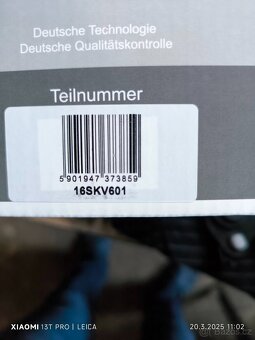 Deutsche Technologie
Deutsche Qualitätskontrolle
Teilnummer
5 901947 373859
16SKV601
XIAOMI 13T PRO | LEICA
20.3.2025 11:02